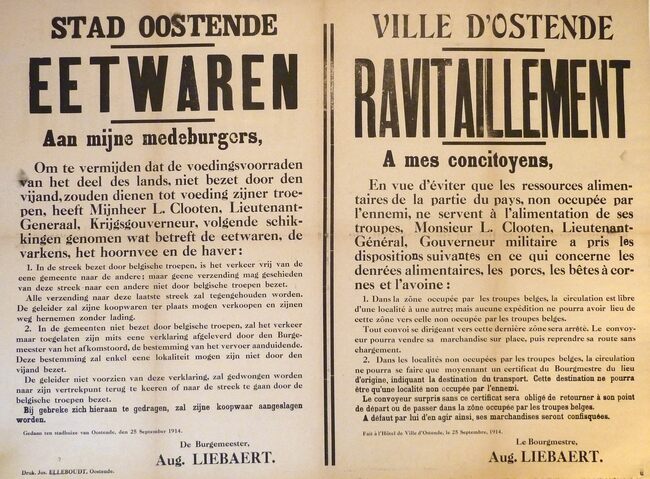 STAD OOSTENDE
EETWAREN
Aan mijne medeburgers,
Om te vermijden dat de voedingsvoorraden
van het deel des lands, niet bezet door den
vijand, zouden dienen tot voeding zijner troe-
pen, heeft Mijnheer L. Clooten, Lieutenant-
Generaal, Krijgsgouverneur, volgende schik-
kingen genomen wat betreft de eetwaren, de
varkens, het hoornvee en de haver:
1. In de streek bezet door belgische troepen, is het verkeer vrij van de
eene gemeente naar de andere; maar geene verzending mag geschieden
van deze streek naar een andere niet door belgische troepen bezet.
Alle verzending naar deze laatste streek zal tegengehouden worden.
De geleider zal zijne koopwaren ter plaats mogen verkoopen en zijnen
weg hernemen zonder lading.
2. In de gemeenten niet bezet door belgische troepen, zal het verkeer
maar toegelaten zijn mits eene verklaring afgeleverd door den Burge-
meester van het afkomstoord, de bestemming van het vervoer aanduidende.
Deze bestemming zal enkel eene lokaliteit mogen zijn niet door den
vijand bezet.
De geleider niet voorzien van deze verklaring, zal gedwongen worden
naar zijn vertrekpunt terug te keeren of naar de streek te gaan door de
belgische troepen bezet.
Bij gebreke zich hieraan te gedragen, zal zijne koopwaar aangeslagen
worden.
Gedaan ten stadhuize van Oostende, den 25 September 1914.
De Burgemeester,
Aug. LIEBAERT.
Druk. Jos. ELLEBOUDT, Oostende.
VILLE D'OSTENDE
RAVITAILLEMENT
A mes concitoyens,
En vue d'éviter que les ressources alimen-
taires de la partie du pays, non occupée par
l'ennemi, ne servent à l'alimentation de ses
troupes, Monsieur L. Clooten, Lieutenant-
Général, Gouverneur militaire a pris les
dispositions suivantes en ce qui concerne les
denrées alimentaires, les porcs, les bêtes à cor-
nes et l'avoine :
1. Dans la zône occupée par les troupes belges, la circulation est libre
d'une localité à une autre; mais aucune expédition ne pourra avoir lieu de
cette zône vers celle non occupée par les troupes belges.
Tout convoi se dirigeant vers cette dernière zône sera arrêté. Le convoy-
eur pourra vendre sa marchandise sur place, puis reprendre sa route sans
chargement.
2. Dans les localités non occupées par les troupes belges, la circulation
ne pourra se faire que moyennant un certificat du Bourgmestre du lieu
d'origine, indiquant la destination du transport. Cette destination ne pourra
être qu'une localité non occupée par l'ennemi.
Le convoyeur surpris sans ce certificat sera obligé de retourner à son point
de départ ou de passer dans la zône occupée par les troupes belges.
A défaut par lui d'en agir ainsi, ses marchandises seront confisquées.
Fait à l'Hôtel de Ville d'Ostende, le 25 Septembre, 1914.
Le Bourgmestre,
Aug. LIEBAERT.